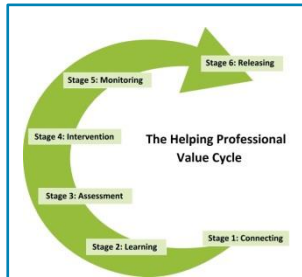 Stage 6: Releasing
Stage 5: Monitoring
Stage 4: Intervention
The Helping Professional
Value Cycle
Stage 3: Assessment
Stage 2: Learning
Stage 1: Connecting